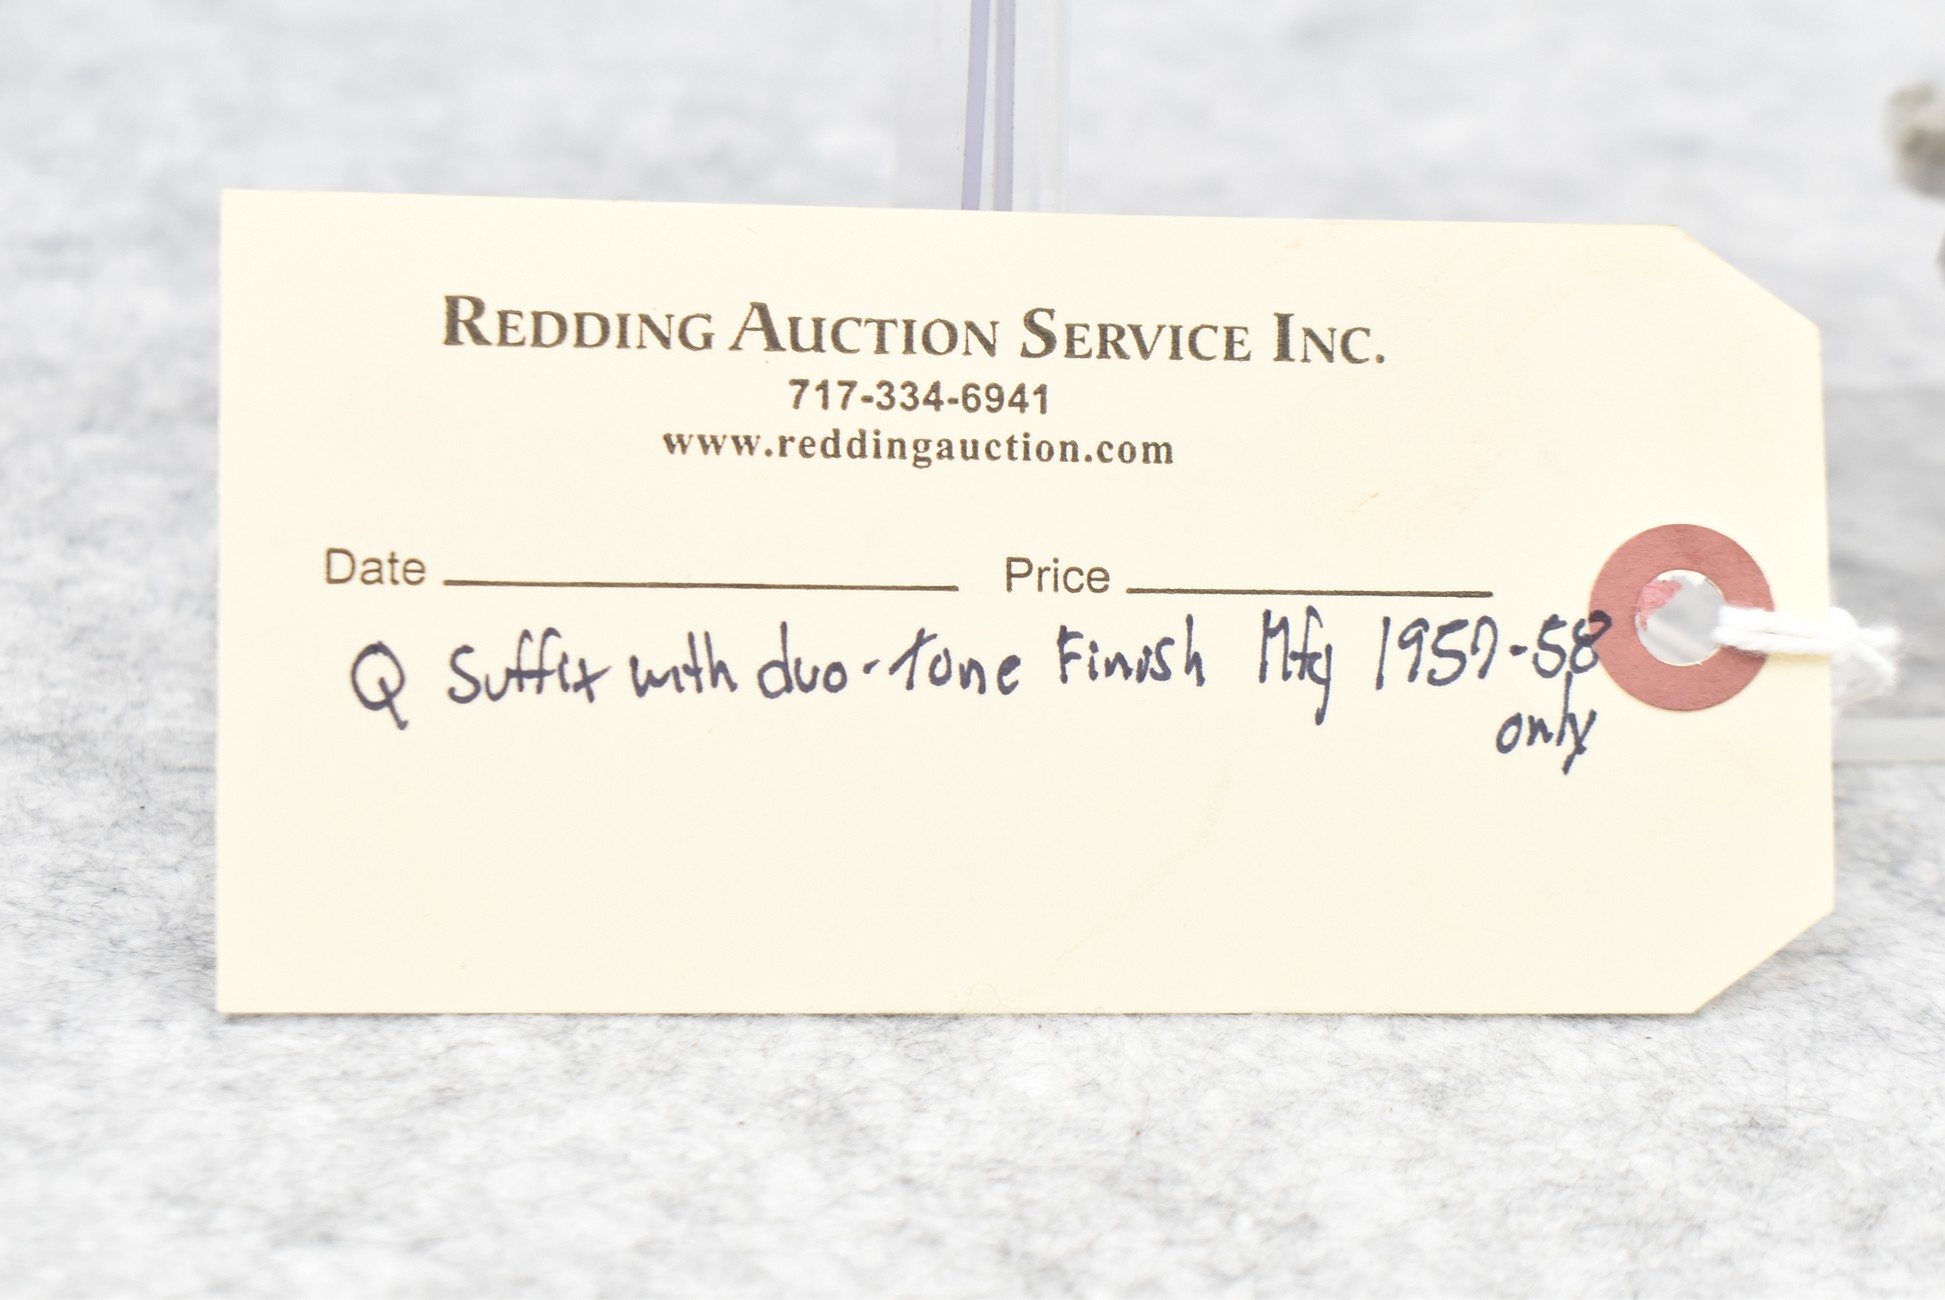 REDDING AUCTION SERVICE INC.
717-334-6941
www.reddingauction.com
Date Price
Q Suffix with duo-Tone Finish Mfg 1957-58
only